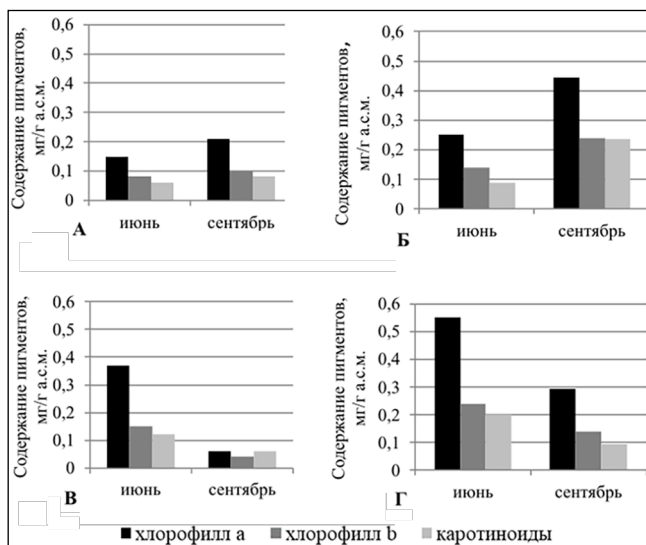 Содержание пигментов,
мг/г а.с.м.
0,6
0,5
0,4
0,3
0,2
0,1
0
июнь
сентябрь
А
Содержание пигментов,
мг/г а.с.м.
0,6
0,5
0,4
0,3
0,2
0,1
0
июнь
сентябрь
Б
Содержание пигментов,
мг/г а.с.м.
0,6
0,5
0,4
0,3
0,2
0,1
0
июнь
сентябрь
В
Содержание пигментов,
мг/г а.с.м.
0,6
0,5
0,4
0,3
0,2
0,1
0
июнь
сентябрь
Г
хлорофилл a хлорофилл b каротиноиды